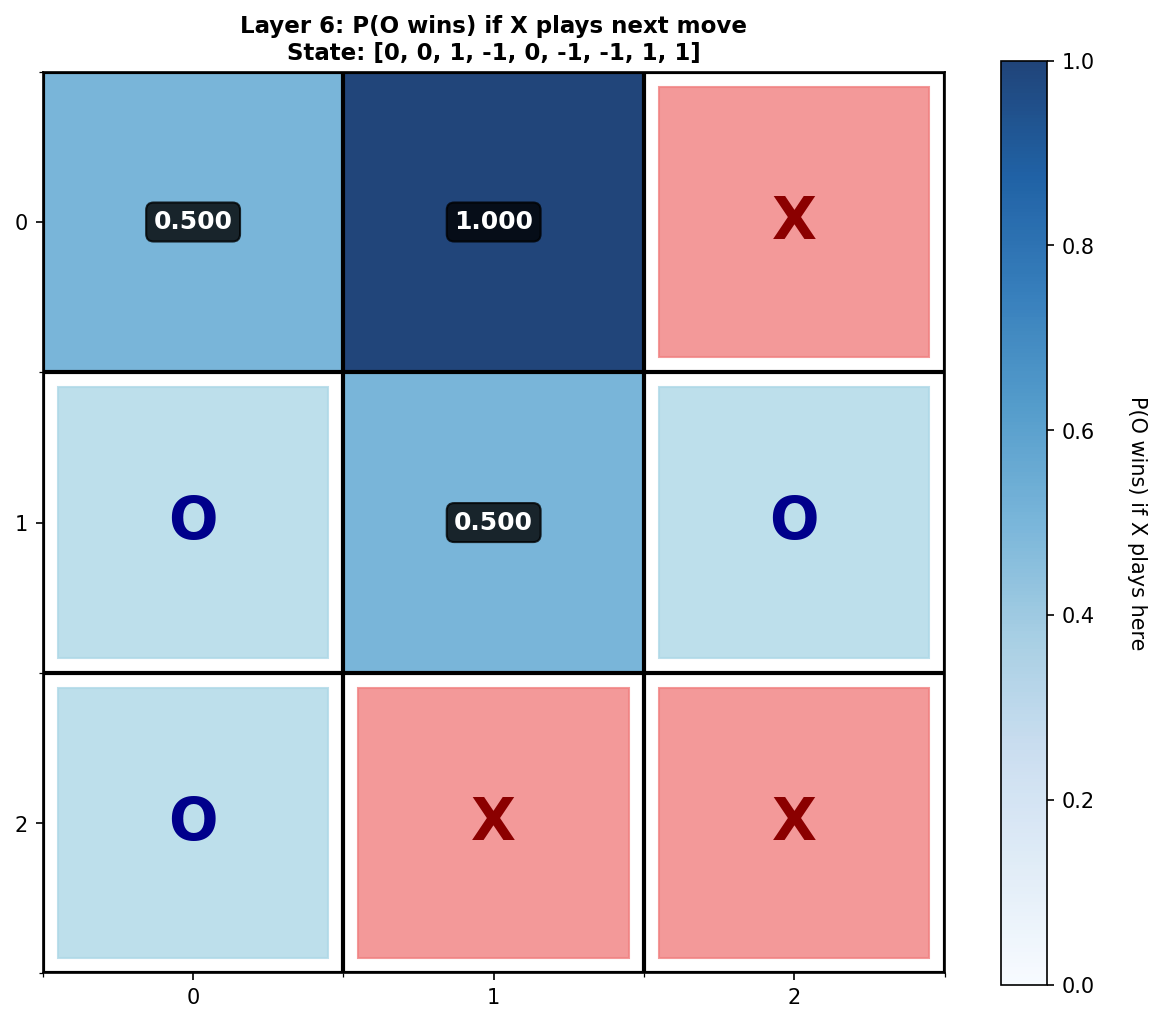 Layer 6: P(O wins) if X plays next move
State: [0, 0, 1, -1, 0, -1, -1, 1, 1]
0.500
1.000
X
O
0.500
O
O
X
X
0
1
2
0
1
2
1.0
0.8
0.6
0.4
0.2
0.0
P(O wins) if X plays here